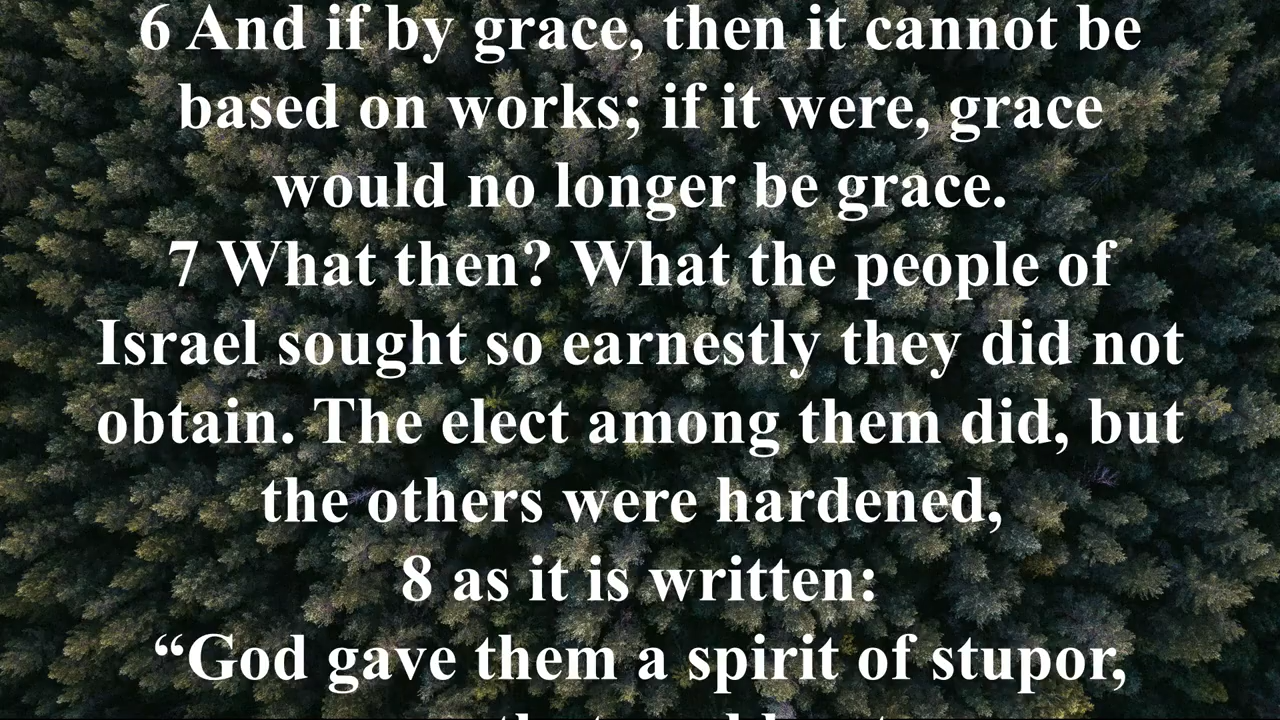 6 And if by grace, then it cannot be
based on works; if it were, grace
would no longer be grace.
7 What then? What the people of
Israel sought so earnestly they did not
obtain. The elect among them did, but
the others were hardened,
8 as it is written:
“God gave them a spirit of stupor,